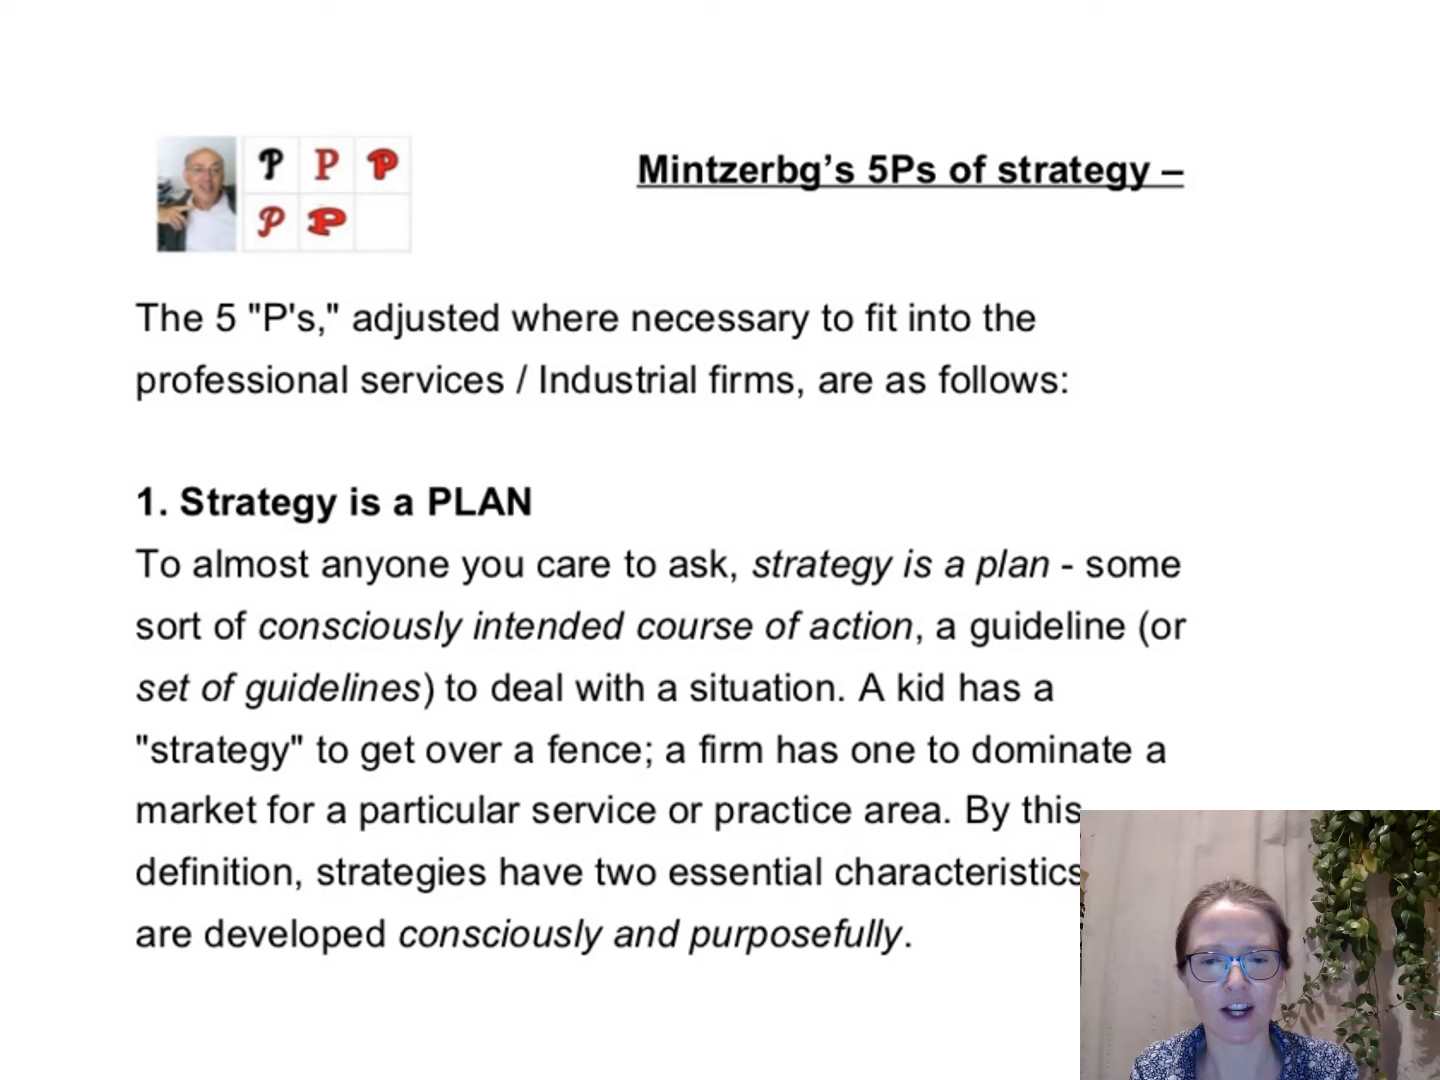 P P P
P P
Mintzerbg’s 5Ps of strategy –
The 5 "P's," adjusted where necessary to fit into the
professional services / Industrial firms, are as follows:
1. Strategy is a PLAN
To almost anyone you care to ask, strategy is a plan - some
sort of consciously intended course of action, a guideline (or
set of guidelines) to deal with a situation. A kid has a
"strategy" to get over a fence; a firm has one to dominate a
market for a particular service or practice area. By this
definition, strategies have two essential characteristics
are developed consciously and purposefully.